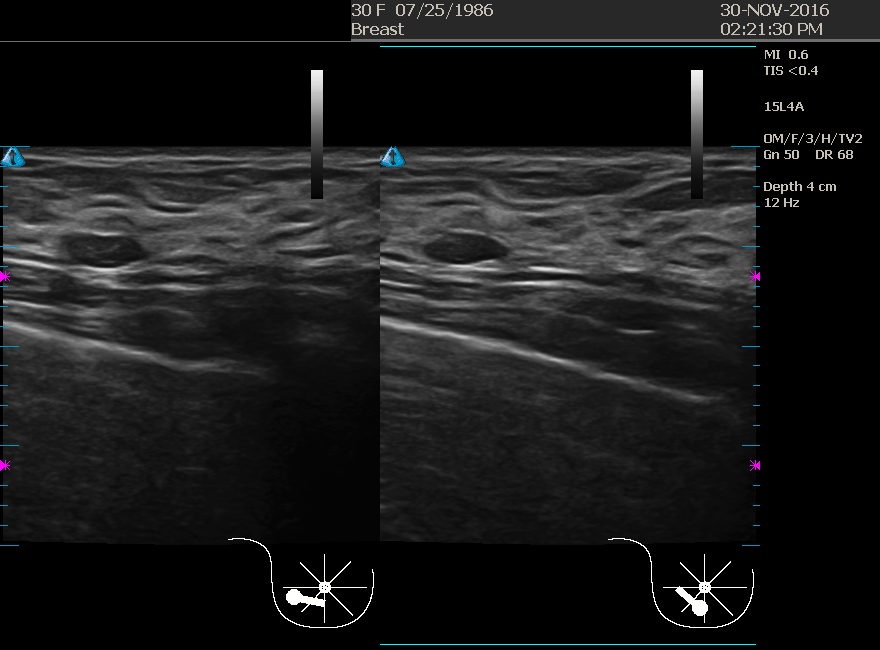 30 F 07/25/1986
30-NOV-2016
Breast
02:21:30 PM
MI 0.6
TIS <0.4
15L4A
OM/F/3/H/TV2
Gn 50 DR 68
Depth 4 cm
12 Hz